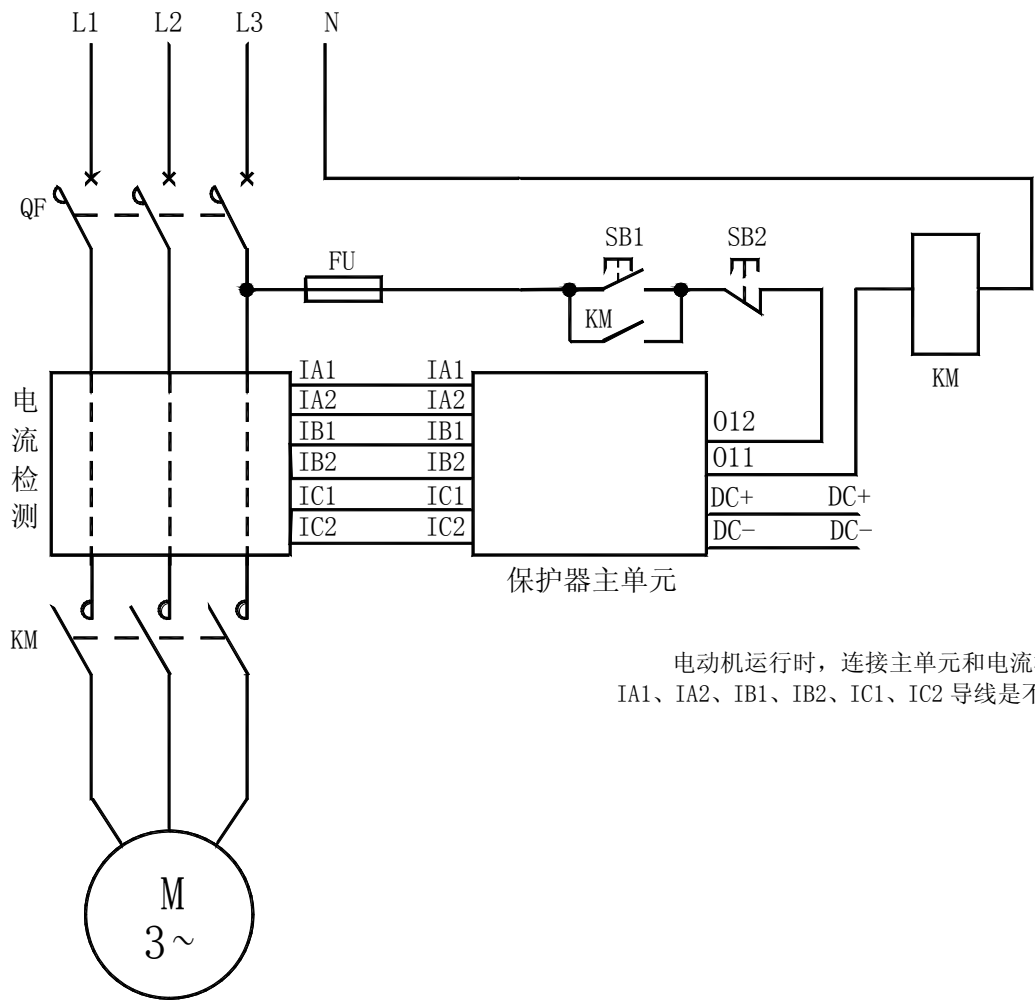 L1 L2 L3 N
QF
FU
SB1 SB2
KM
KM
电流检测
IA1 IA1
IA2 IA2
IB1 IB1
IB2 IB2
IC1 IC1
IC2 IC2
O12
O11
DC+ DC+
DC- DC-
保护器主单元
KM
电动机运行时，连接主单元和电流
IA1、IA2、IB1、IB2、IC1、IC2 导线是不
M
3~